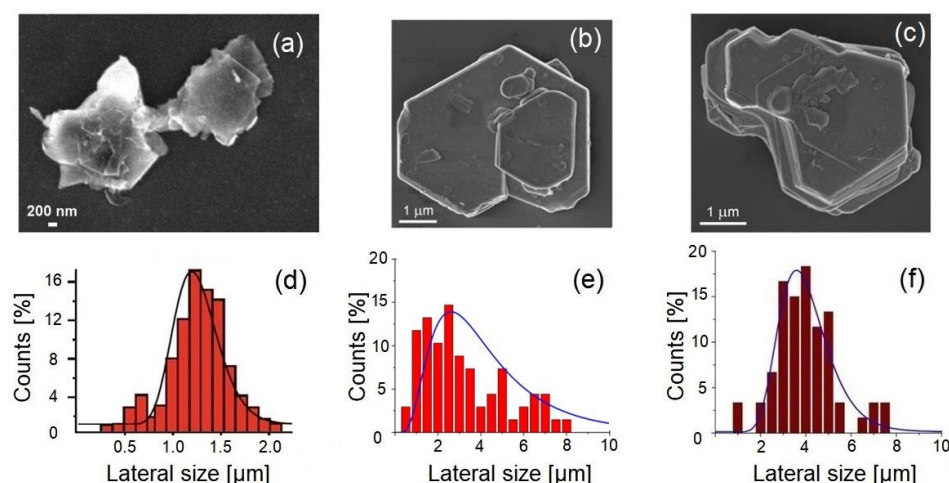 (a)
200 nm
(b)
1 μm
(c)
1 μm
(d)
Counts [%]
16
12
8
4
0
0.5 1.0 1.5 2.0
Lateral size [μm]
(e)
Counts [%]
20
15
10
5
0
2 4 6 8 10
Lateral size [μm]
(f)
Counts [%]
20
15
10
5
0
0 2 4 6 8 10
Lateral size [μm]